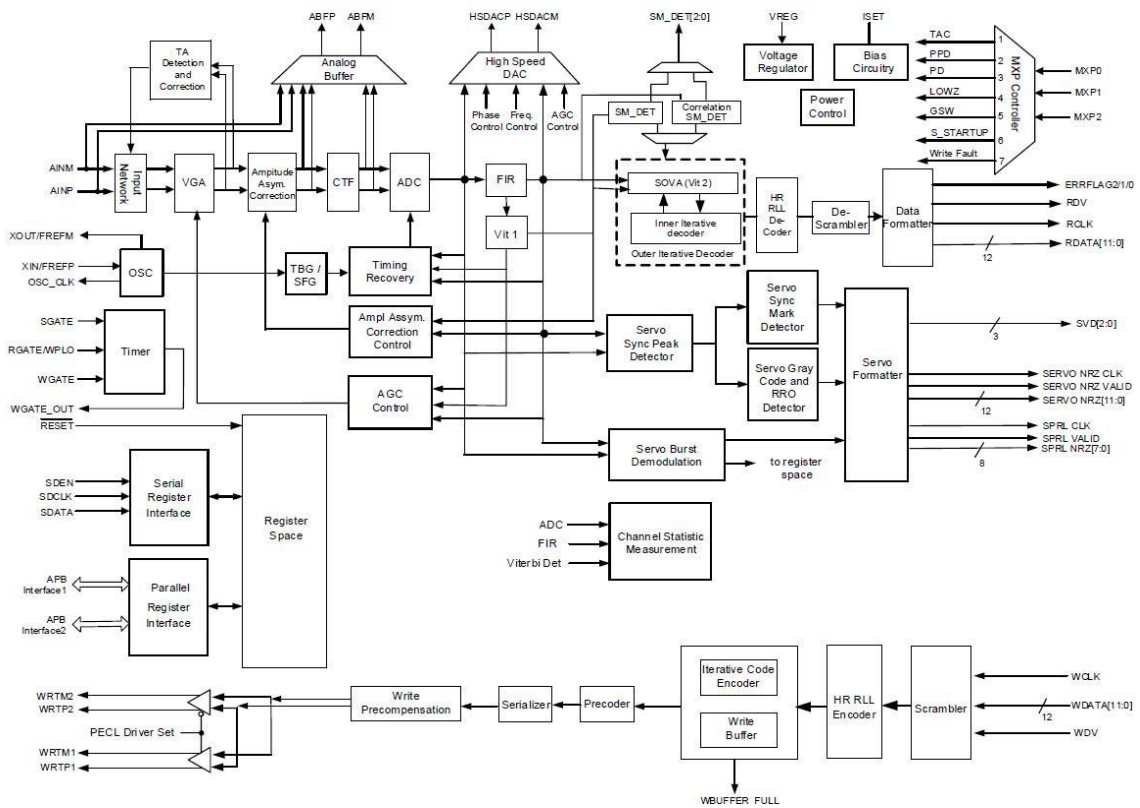 ABFP
ABFM
HSDACP
HSDACM
SM_DET[2:0]
VREG
ISET
TA
Detection
and
Correction
Analog
Buffer
High Speed
DAC
Voltage
Regulator
Bias
Circuitry
Power
Control
TAC
1
PPD
2
PD
3
LOWZ
4
GSW
5
S_STARTUP
6
Write Fault
7
MXP Controller
MXP0
MXP1
MXP2
Phase
Control
Freq.
Control
AGC
Control
SM_DET
Correlation
SM_DET
AINM
AINP
Input
Network
VGA
Amptitude
Asym.
Correction
CTF
ADC
FIR
Vit 1
SOVA (Vit 2)
Inner Iterative
decoder
Outer Iterative Decoder
HR
RLL
De-
Coder
De-
Scrambler
Data
Formatter
ERRFLAG2/1/0
RDV
RCLK
RDATA[11:0]
12
XOUT/FREFM
XIN/FREFP
OSC_CLK
OSC
TBG /
SFG
Timing
Recovery
Ampl Assym.
Correction
Control
SGATE
RGATE/WPLO
WGATE
Timer
WGATE_OUT
RESET
AGC
Control
Servo
Sync Peak
Detector
Servo
Sync
Mark
Detector
Servo Gray
Code and
RRO
Detector
Servo
Formatter
SVD[2:0]
3
SERVO NRZ CLK
SERVO NRZ VALID
SERVO NRZ[11:0]
12
SPRL CLK
SPRL VALID
SPRL NRZ[7:0]
8
Servo Burst
Demodulation
to register
space
SDEN
SDCLK
SDATA
Serial
Register
Interface
Register
Space
ADC
FIR
Viterbi Det
Channel Statistic
Measurement
APB
Interface1
APB
Interface2
Parallel
Register
Interface
WRTM2
WRTP2
PECL Driver Set
WRTM1
WRTP1
Write
Precompensation
Serializer
Precoder
Iterative Code
Encoder
Write
Buffer
WBUFFER_FULL
HR RLL
Encoder
Scrambler
WCLK
WDATA[11:0]
12
WDV